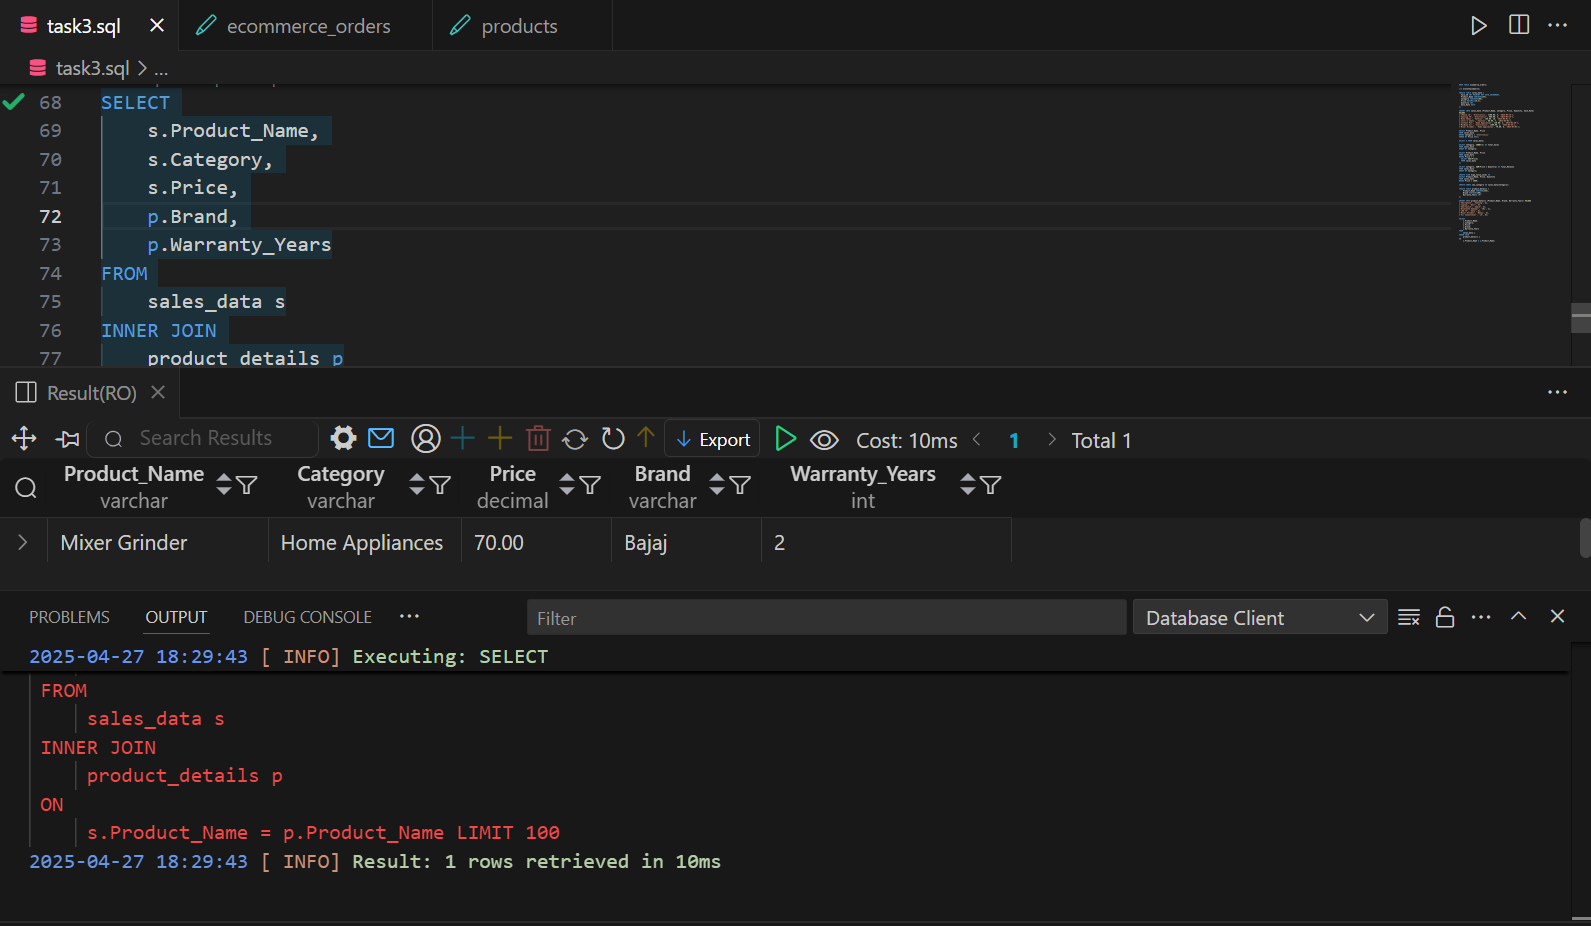 task3.sql
ecommerce_orders
products
task3.sql > ...
68 SELECT
69 s.Product_Name,
70 s.Category,
71 s.Price,
72 p.Brand,
73 p.Warranty_Years
74 FROM
75 sales_data s
76 INNER JOIN
77 product_details p
Result(RO)
Search Results
Export
Cost: 10ms
1
Total 1
Product_Name Category Price Brand Warranty_Years
varchar varchar decimal varchar int
Mixer Grinder Home Appliances 70.00 Bajaj 2
PROBLEMS OUTPUT DEBUG CONSOLE
Filter
Database Client
2025-04-27 18:29:43 [ INFO] Executing: SELECT
FROM
sales_data s
INNER JOIN
product_details p
ON
s.Product_Name = p.Product_Name LIMIT 100
2025-04-27 18:29:43 [ INFO] Result: 1 rows retrieved in 10ms